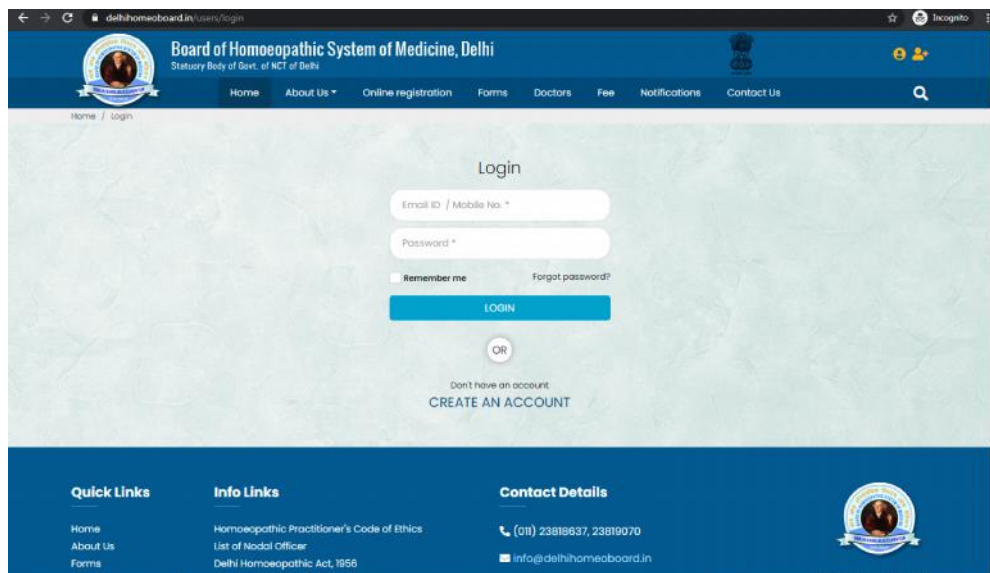 delhihomeoboard.in/users/login
Incognito
Board of Homoeopathic System of Medicine, Delhi
Statuory Body of Govt. of NCT of Delhi
Home About Us Online registration Forms Doctors Fee Notifications Contact Us
Home / Login
Login
Email ID / Mobile No. *
Password *
Remember me Forgot password?
LOGIN
OR
Don't have an account
CREATE AN ACCOUNT
Quick Links Info Links Contact Details
Home Homoeopathic Practitioner's Code of Ethics (011) 23818637, 23819070
About Us List of Nodal Officer info@delhihomeoboard.in
Forms Delhi Homoeopathic Act, 1956